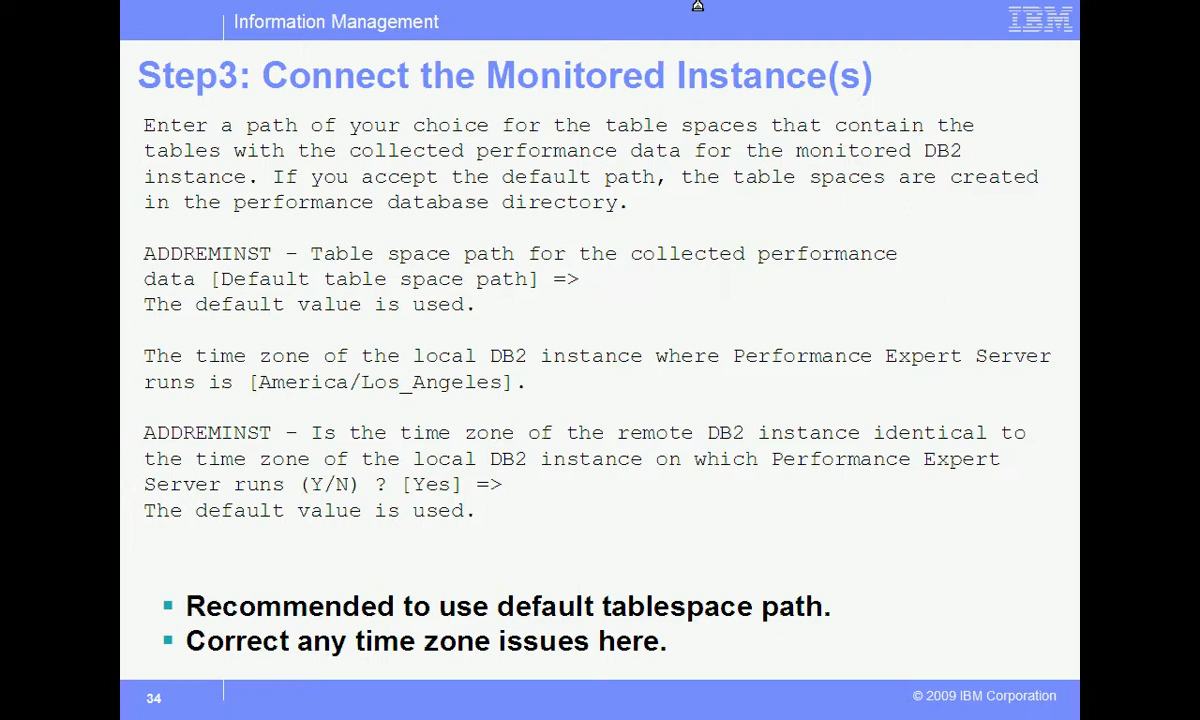 Information Management
IBM
Step3: Connect the Monitored Instance(s)
Enter a path of your choice for the table spaces that contain the
tables with the collected performance data for the monitored DB2
instance. If you accept the default path, the table spaces are created
in the performance database directory.
ADDREMINST - Table space path for the collected performance
data [Default table space path] =>
The default value is used.
The time zone of the local DB2 instance where Performance Expert Server
runs is [America/Los_Angeles].
ADDREMINST - Is the time zone of the remote DB2 instance identical to
the time zone of the local DB2 instance on which Performance Expert
Server runs (Y/N) ? [Yes] =>
The default value is used.
▪ Recommended to use default tablespace path.
▪ Correct any time zone issues here.
34
© 2009 IBM Corporation